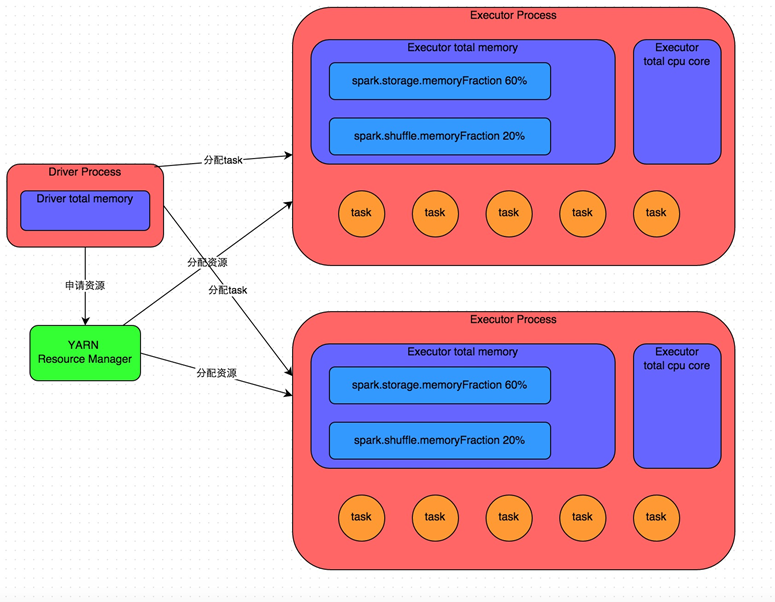 Executor Process
Executor total memory
spark.storage.memoryFraction 60%
spark.shuffle.memoryFraction 20%
Executor
total cpu core
task
task
task
task
task
Driver Process
Driver total memory
分配task
分配资源
分配task
申请资源
YARN
Resource Manager
分配资源
Executor Process
Executor total memory
spark.storage.memoryFraction 60%
spark.shuffle.memoryFraction 20%
Executor
total cpu core
task
task
task
task
task